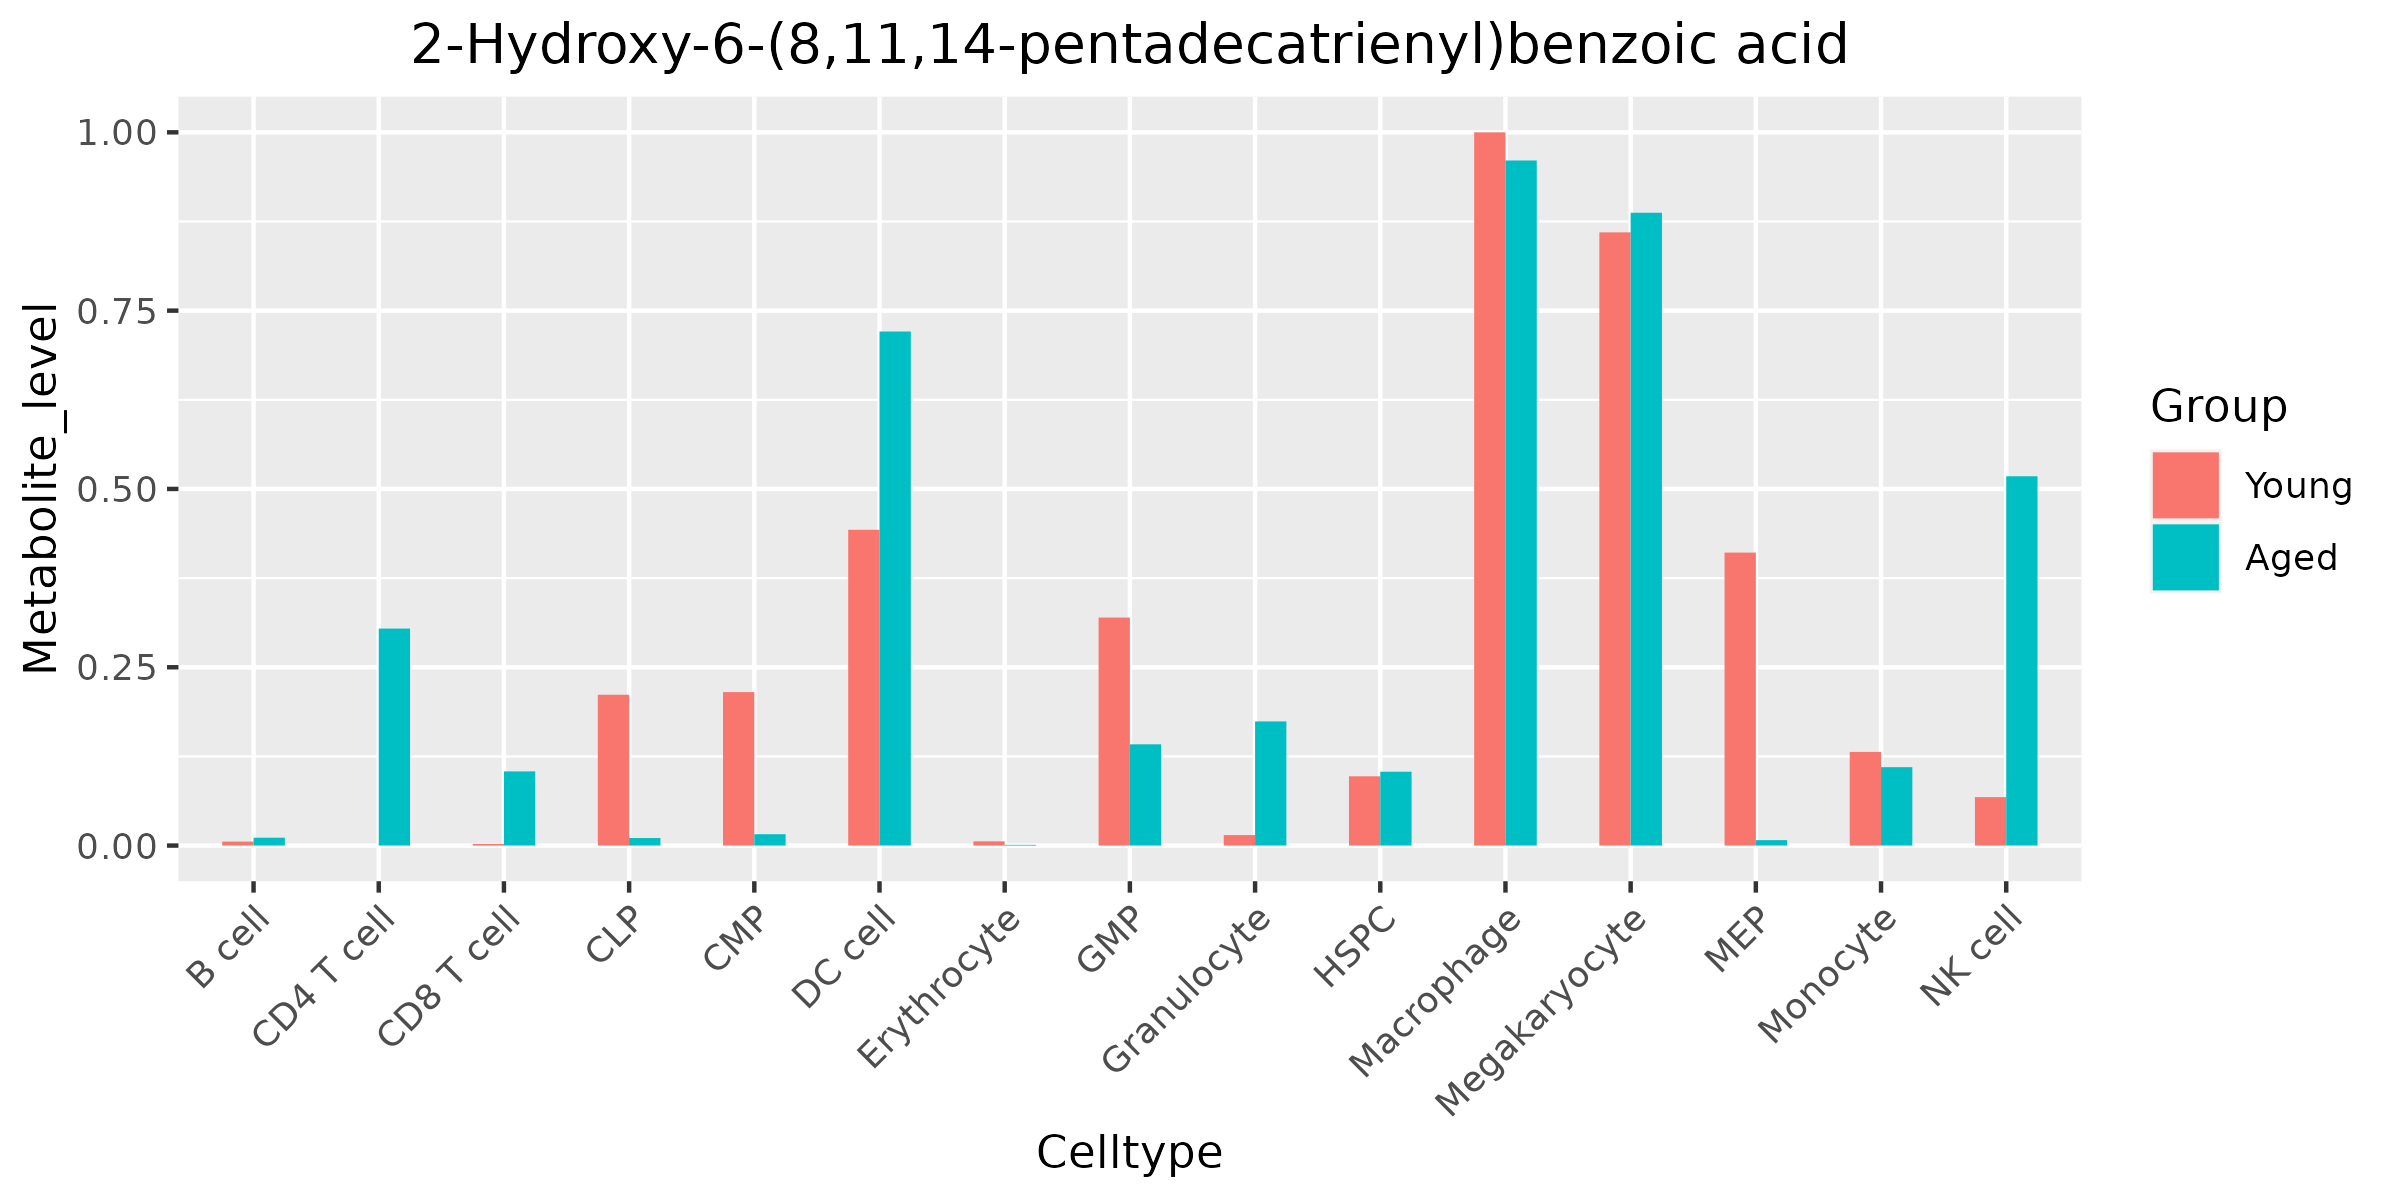 2-Hydroxy-6-(8,11,14-pentadecatrienyl)benzoic acid
Metabolite_level
1.00
0.75
0.50
0.25
0.00
B cell
CD4 T cell
CD8 T cell
CLP
CMP
DC cell
Erythrocyte
GMP
Granulocyte
HSPC
Macrophage
Megakaryocyte
MEP
Monocyte
NK cell
Celltype
Group
Young
Aged